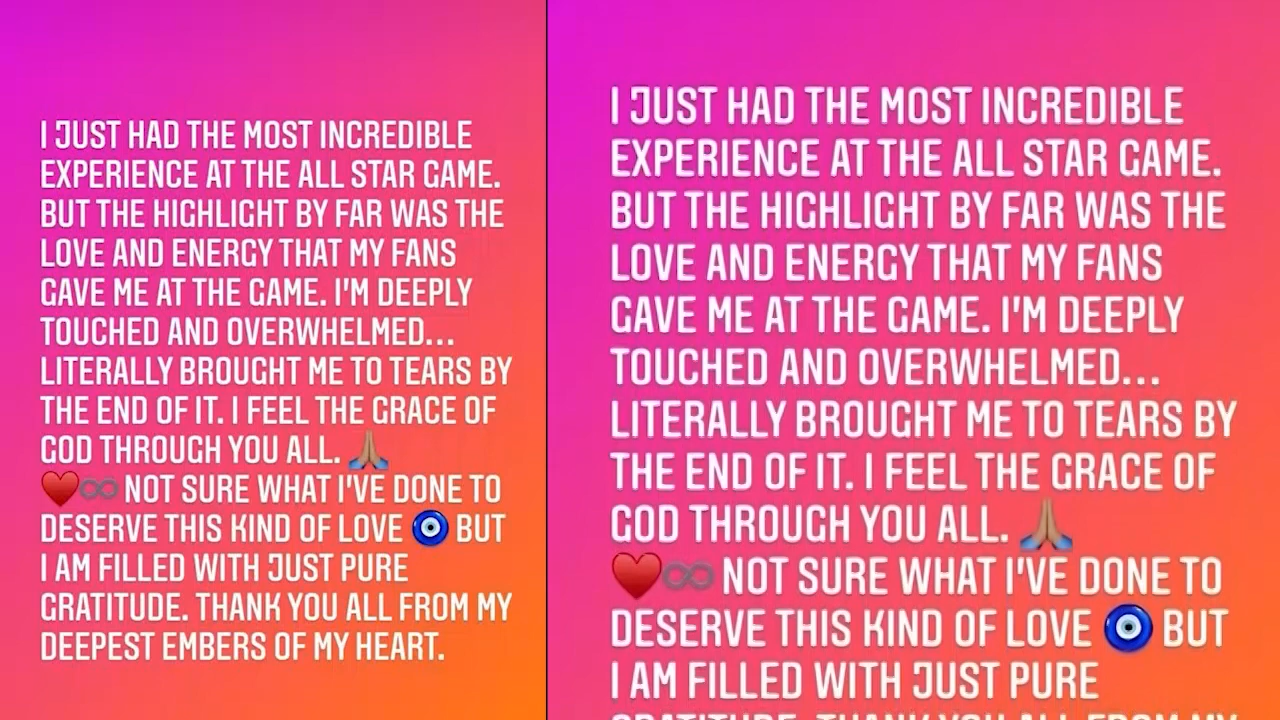 I JUST HAD THE MOST INCREDIBLE
EXPERIENCE AT THE ALL STAR GAME.
BUT THE HIGHLIGHT BY FAR WAS THE
LOVE AND ENERGY THAT MY FANS
GAVE ME AT THE GAME. I'M DEEPLY
TOUCHED AND OVERWHELMED...
LITERALLY BROUGHT ME TO TEARS BY
THE END OF IT. I FEEL THE GRACE OF
GOD THROUGH YOU ALL. 🙏🏽
♥️♾ NOT SURE WHAT I'VE DONE TO
DESERVE THIS KIND OF LOVE 🧿 BUT
I AM FILLED WITH JUST PURE
GRATITUDE. THANK YOU ALL FROM MY
DEEPEST EMBERS OF MY HEART.
I JUST HAD THE MOST INCREDIBLE
EXPERIENCE AT THE ALL STAR GAME.
BUT THE HIGHLIGHT BY FAR WAS THE
LOVE AND ENERGY THAT MY FANS
GAVE ME AT THE GAME. I'M DEEPLY
TOUCHED AND OVERWHELMED...
LITERALLY BROUGHT ME TO TEARS BY
THE END OF IT. I FEEL THE GRACE OF
GOD THROUGH YOU ALL. 🙏🏽
♥️♾ NOT SURE WHAT I'VE DONE TO
DESERVE THIS KIND OF LOVE 🧿 BUT
I AM FILLED WITH JUST PURE
GRATITUDE. THANK YOU ALL FROM MY